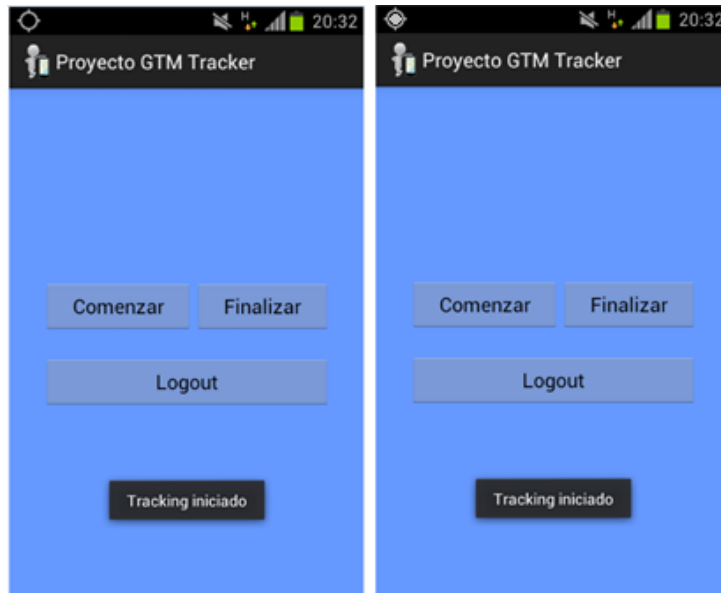 H 20:32
Proyecto GTM Tracker
Comenzar Finalizar
Logout
Tracking iniciado
H 20:32
Proyecto GTM Tracker
Comenzar Finalizar
Logout
Tracking iniciado